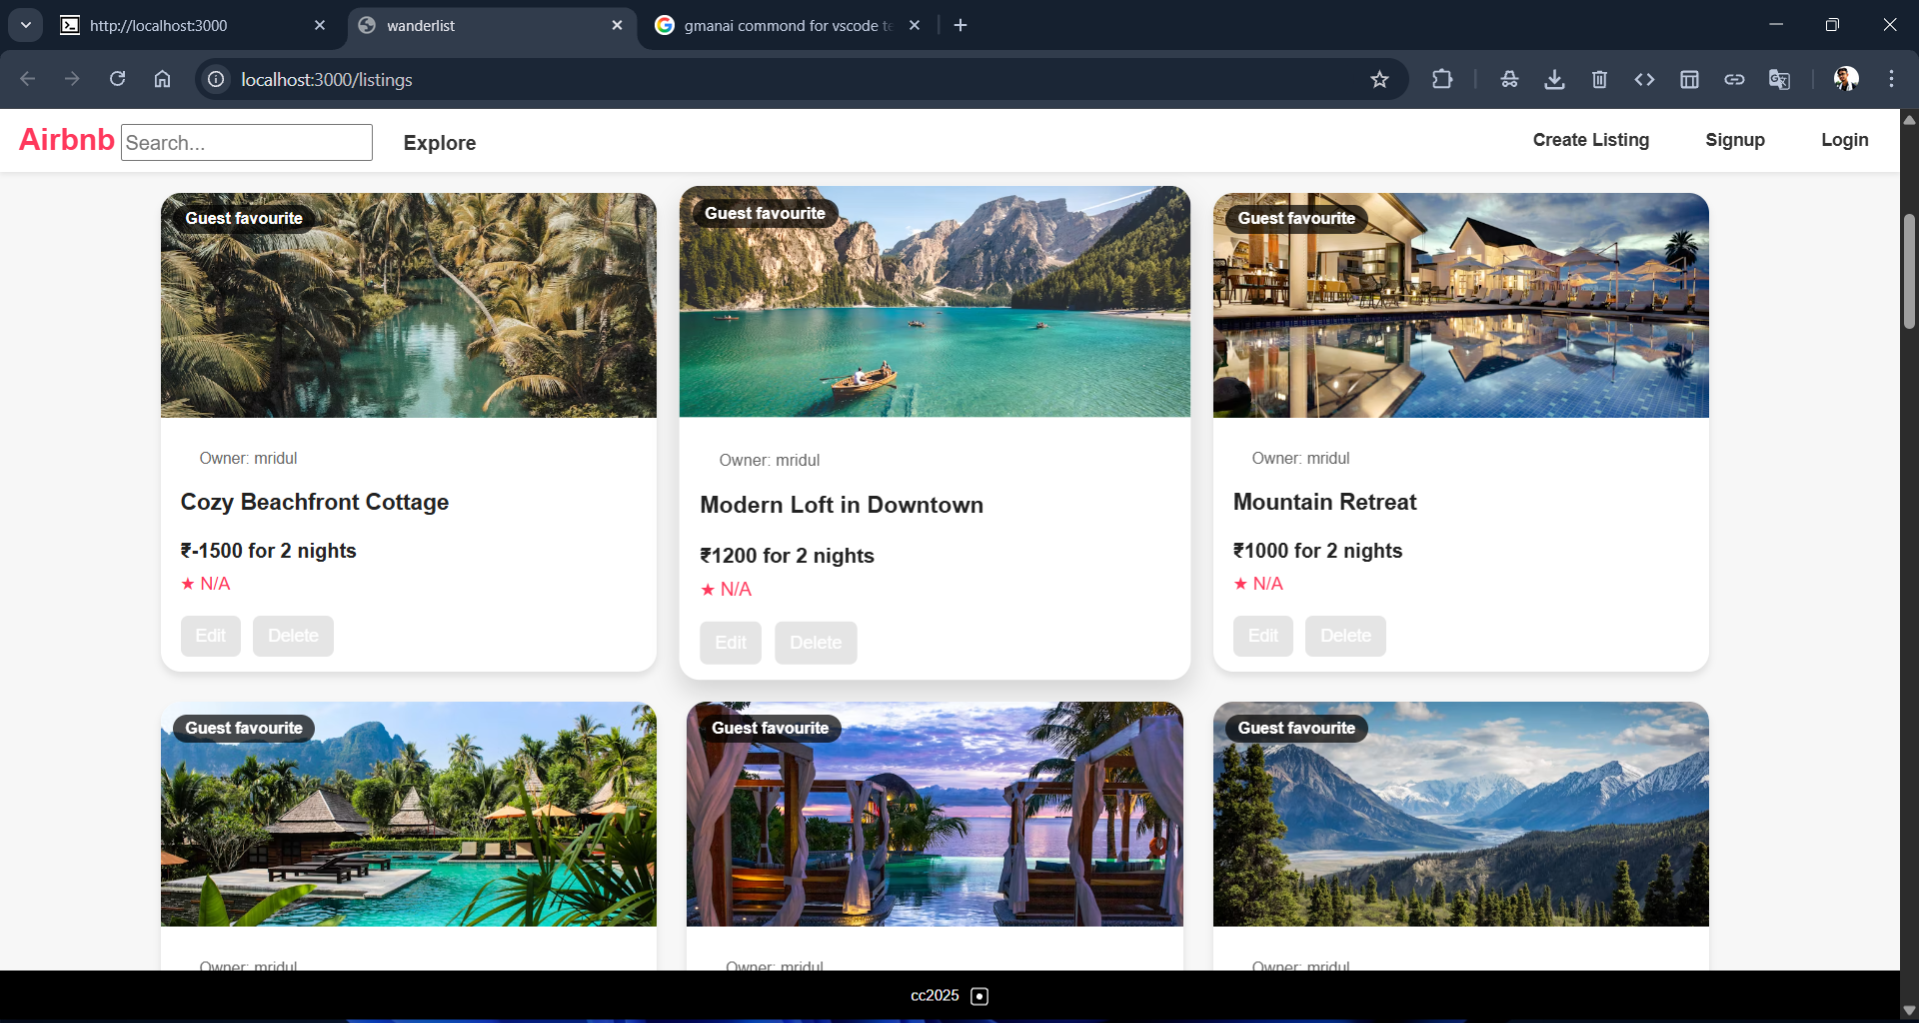 http://localhost:3000
wanderlist
gmanai commond for vscode te
localhost:3000/listings
Airbnb
Search...
Explore
Create Listing
Signup
Login
Guest favourite
Owner: mridul
Cozy Beachfront Cottage
₹-1500 for 2 nights
★ N/A
Edit Delete
Guest favourite
Owner: mridul
Modern Loft in Downtown
₹1200 for 2 nights
★ N/A
Edit Delete
Guest favourite
Owner: mridul
Mountain Retreat
₹1000 for 2 nights
★ N/A
Edit Delete
Guest favourite
Owner: mridul
Guest favourite
Owner: mridul
Guest favourite
Owner: mridul
cc2025